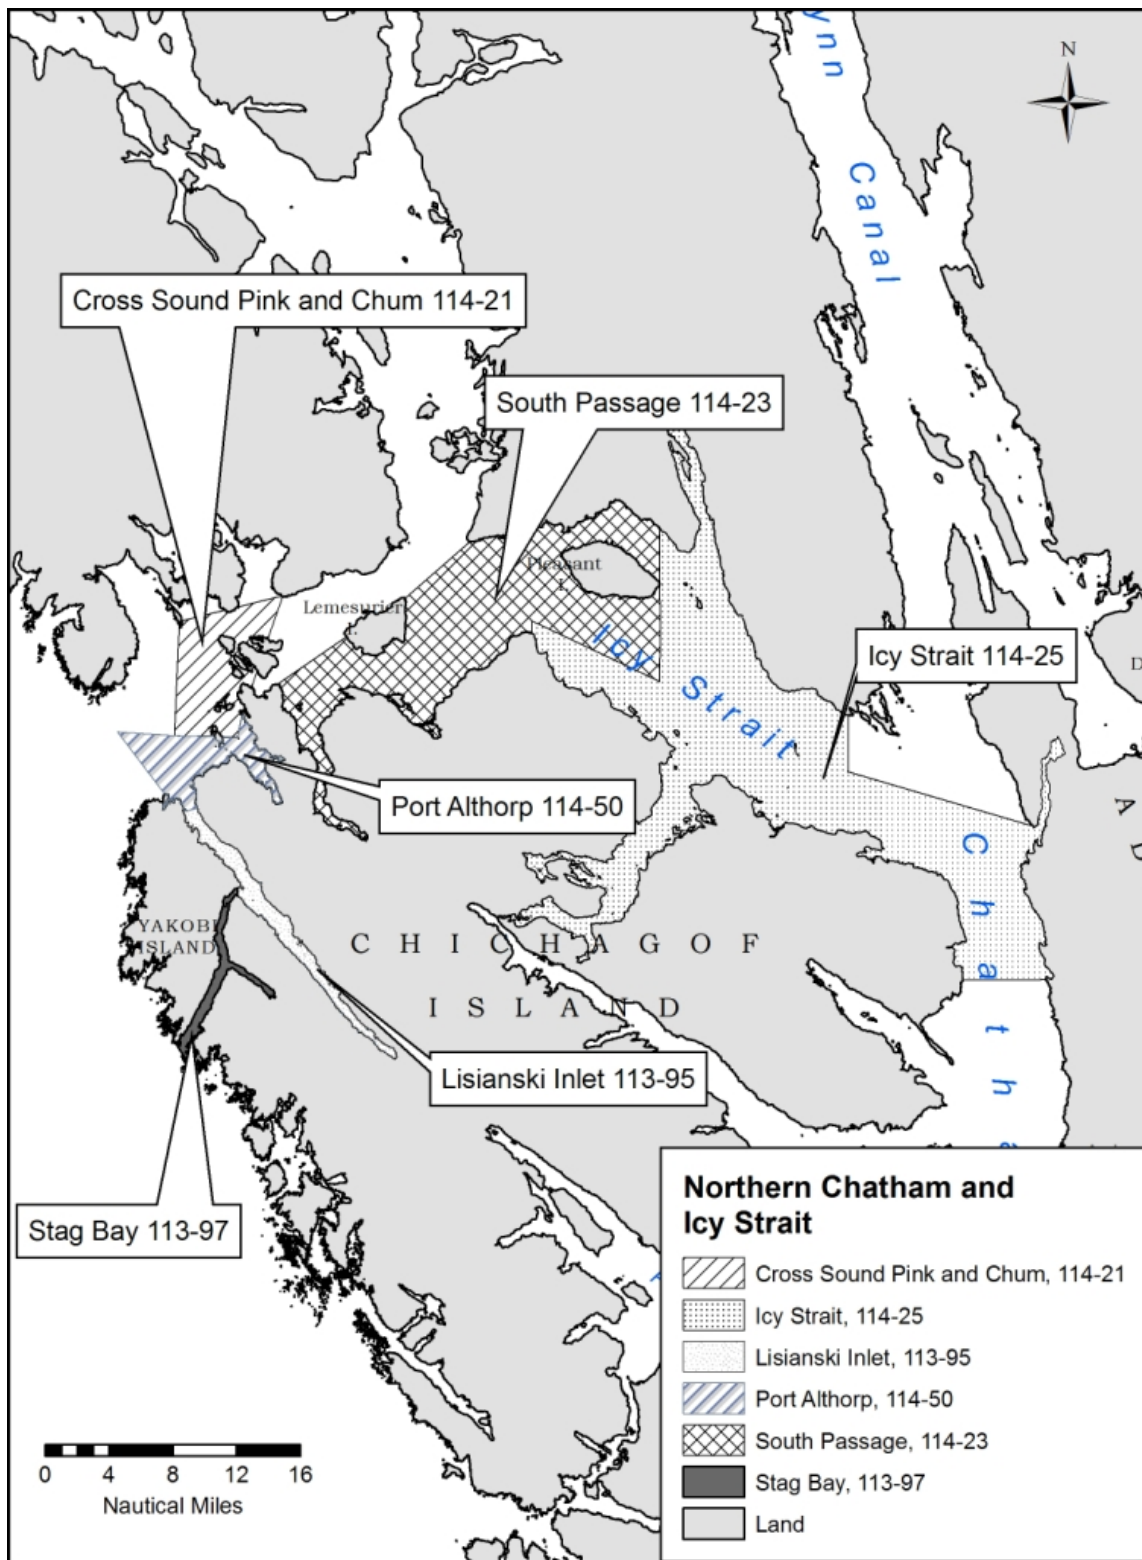 ynn
Canal
N
Cross Sound Pink and Chum 114-21
South Passage 114-23
Pleasant
I.
Lemesurier
Icy Strait
Icy Strait 114-25
D
A D
Port Althorp 114-50
YAKOBI
ISLAND
CHICHAGOF
ISLAND
Chatha
Lisianski Inlet 113-95
Stag Bay 113-97
Northern Chatham and
Icy Strait
Cross Sound Pink and Chum, 114-21
Icy Strait, 114-25
Lisianski Inlet, 113-95
Port Althorp, 114-50
South Passage, 114-23
Stag Bay, 113-97
Land
0 4 8 12 16
Nautical Miles